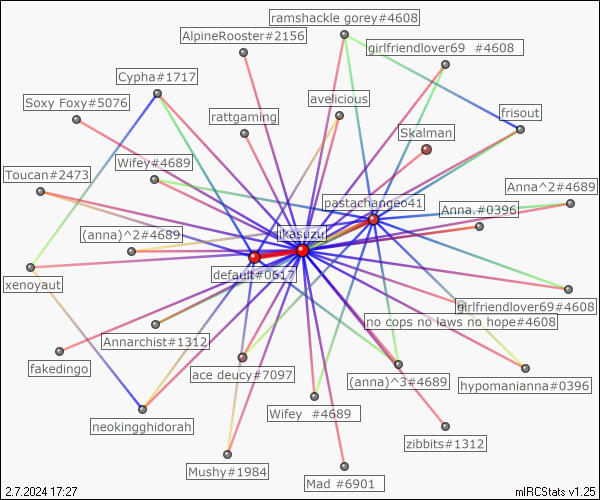 ramshackle gorey#4608
AlpineRooster#2156
girlfriendlover69  #4608
Cypha#1717
avelicious
Soxy Foxy#5076
rattgaming
frisout
Skalman
Wifey#4689
Toucan#2473
Anna^2#4689
pastachangeo41
Anna.#0396
(anna)^2#4689
ikasuzu
default#0617
xenoyaut
girlfriendlover69#4608
no cops no laws no hope#4608
Annarchist#1312
fakedingo
ace deucy#7097
(anna)^3#4689
hypomanianna#0396
Wifey  #4689
neokingghidorah
zibbits#1312
Mushy#1984
Mad #6901
2.7.2024 17:27
mIRCStats v1.25